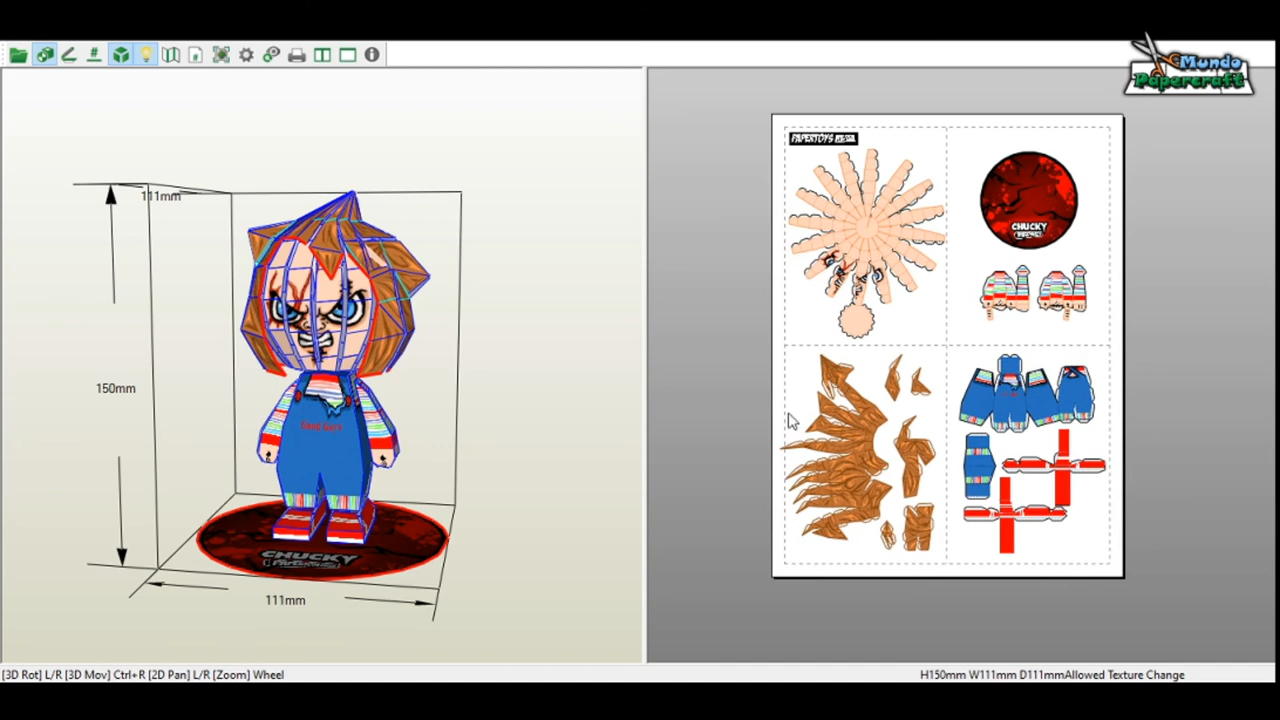 Mundo
Papercraft
111mm
PAPERTOYS
CHUCKY
150mm
Good Guys
CHUCKY
111mm
[3D Rot] L/R [3D Mov] Ctrl+R [2D Pan] L/R [Zoom] Wheel
H150mm W111mm D111mmAllowed Texture Change